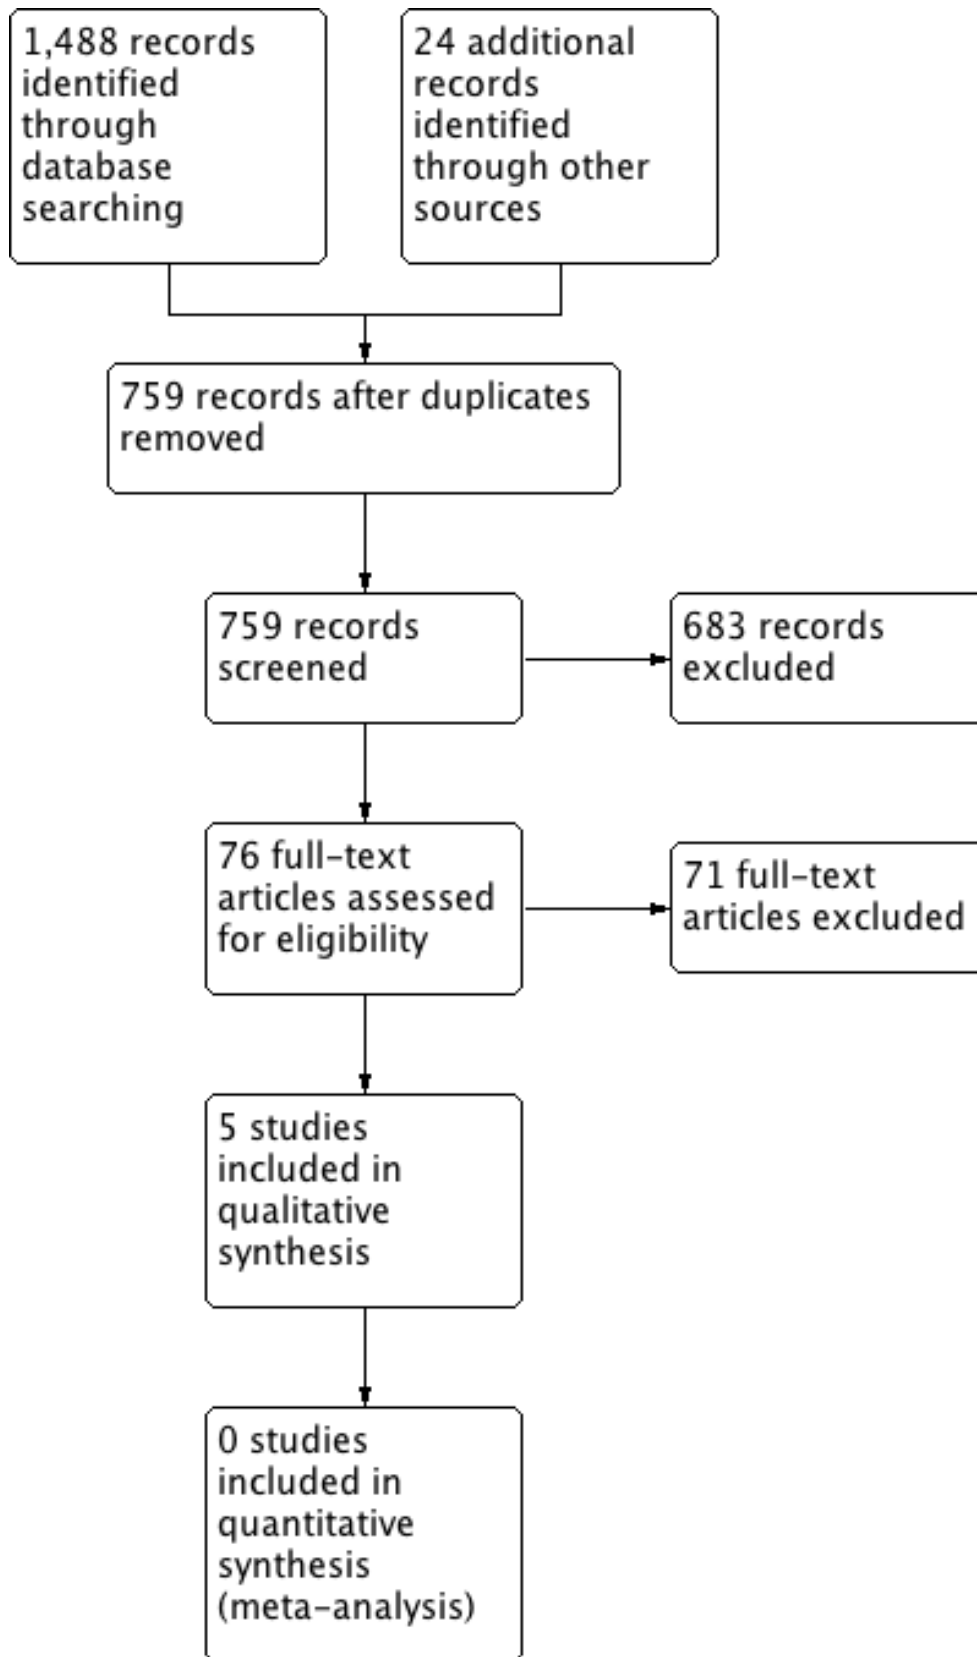 1,488 records
identified
through
database
searching
24 additional
records
identified
through other
sources
759 records after duplicates
removed
759 records
screened
683 records
excluded
76 full-text
articles assessed
for eligibility
71 full-text
articles excluded
5 studies
included in
qualitative
synthesis
0 studies
included in
quantitative
synthesis
(meta-analysis)